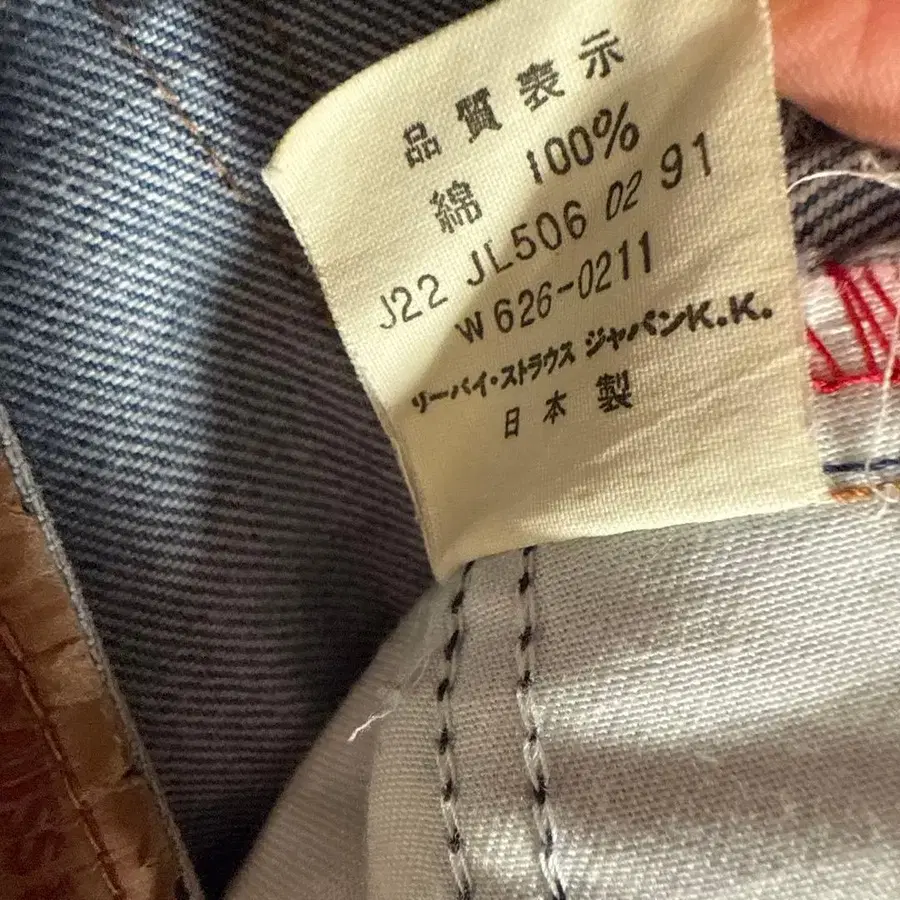 品質表示
綿 100%
J22 JL506 02 91
W626-0211
リーバイ・ストラウス ジャパンK.K.
日本製